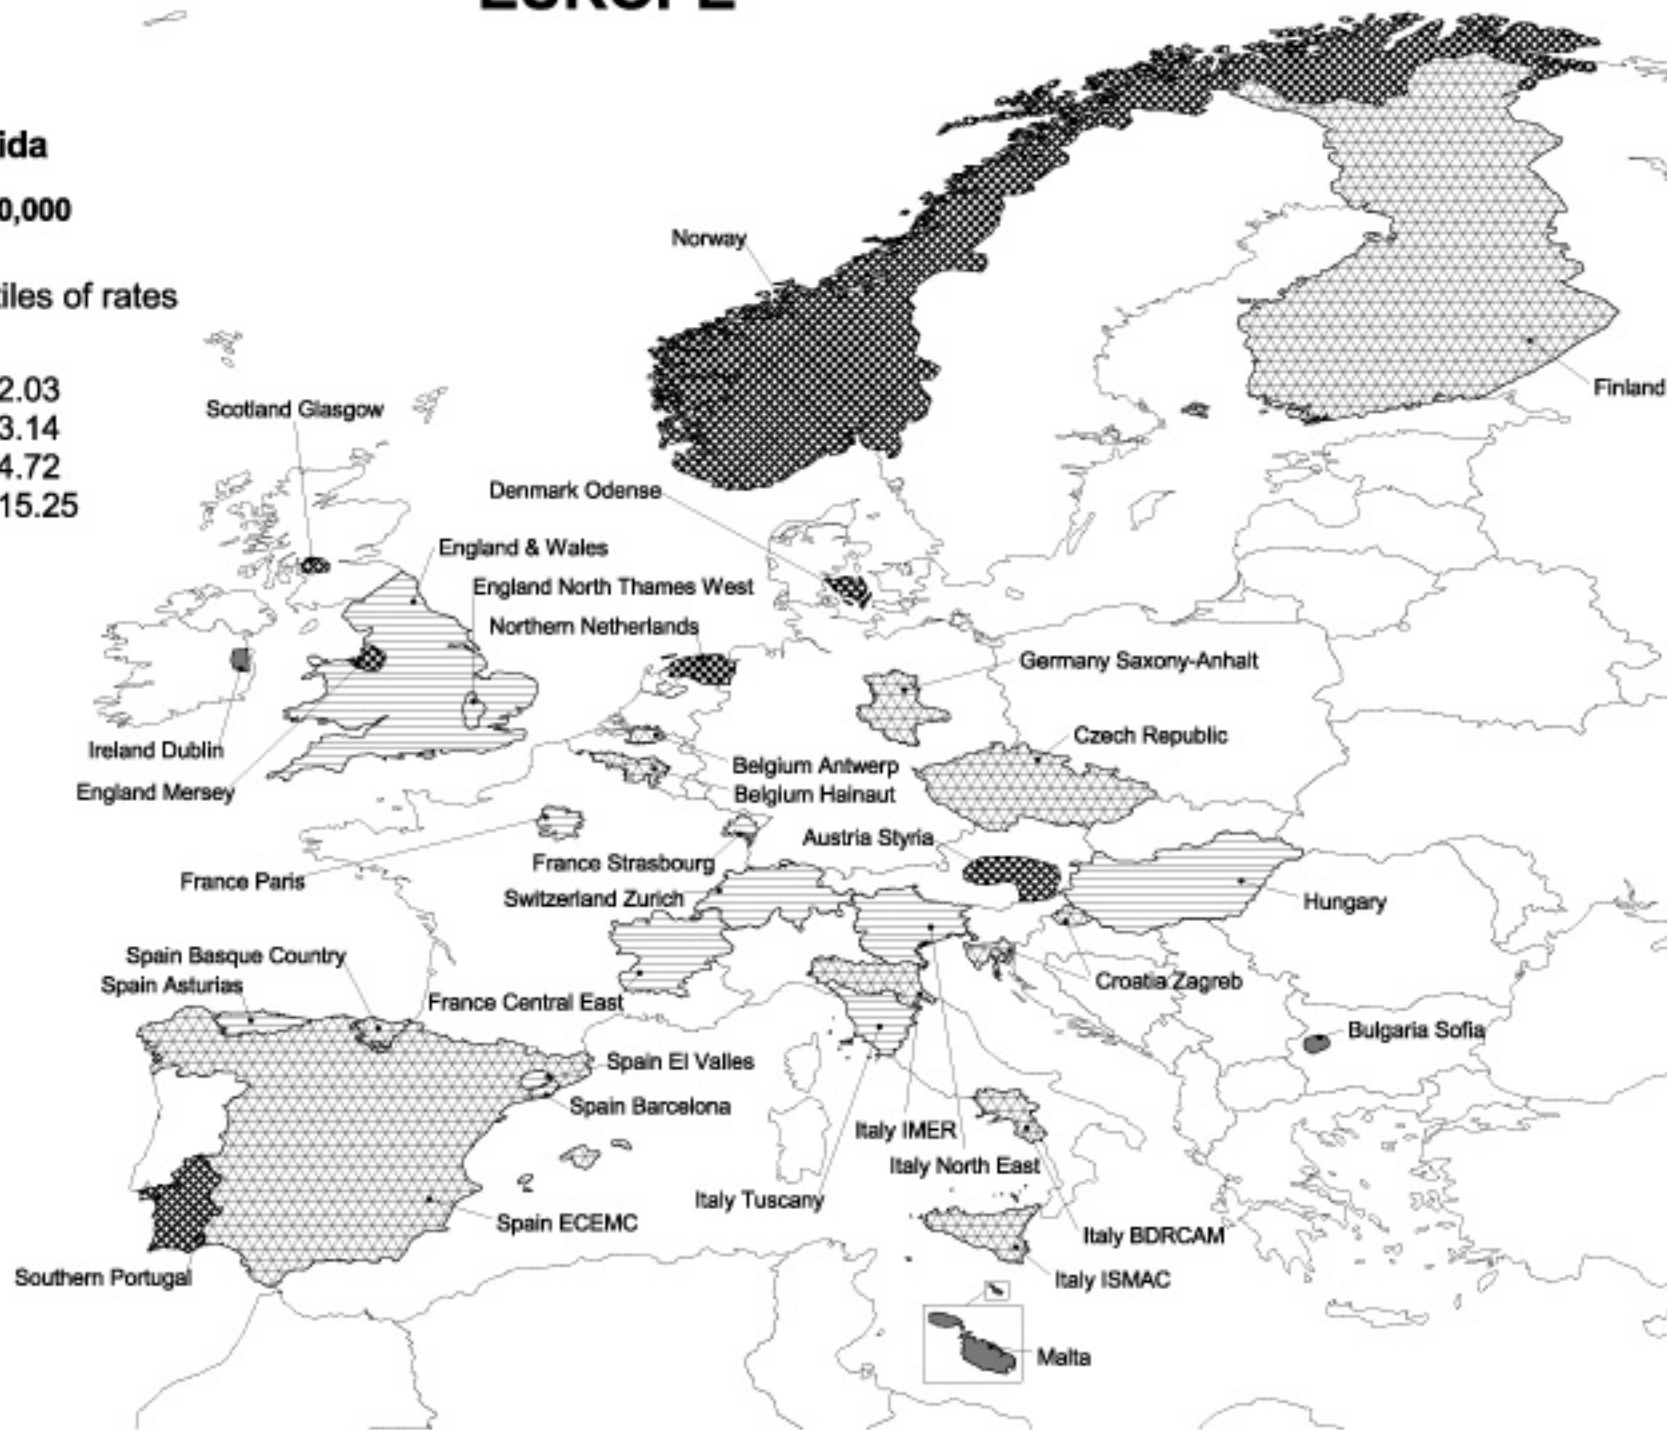 EUROPE
ida
0,000
tiles of rates
2.03
3.14
4.72
15.25
Norway
Finland
Scotland Glasgow
Denmark Odense
England & Wales
England North Thames West
Northern Netherlands
Germany Saxony-Anhalt
Ireland Dublin
England Mersey
Czech Republic
Belgium Antwerp
Belgium Hainaut
Austria Styria
France Strasbourg
France Paris
Switzerland Zurich
Hungary
Spain Basque Country
Spain Asturias
France Central East
Croatia Zagreb
Bulgaria Sofia
Spain El Valles
Spain Barcelona
Italy IMER
Italy North East
Italy Tuscany
Spain ECEMC
Italy BDRCAM
Southern Portugal
Italy ISMAC
Malta